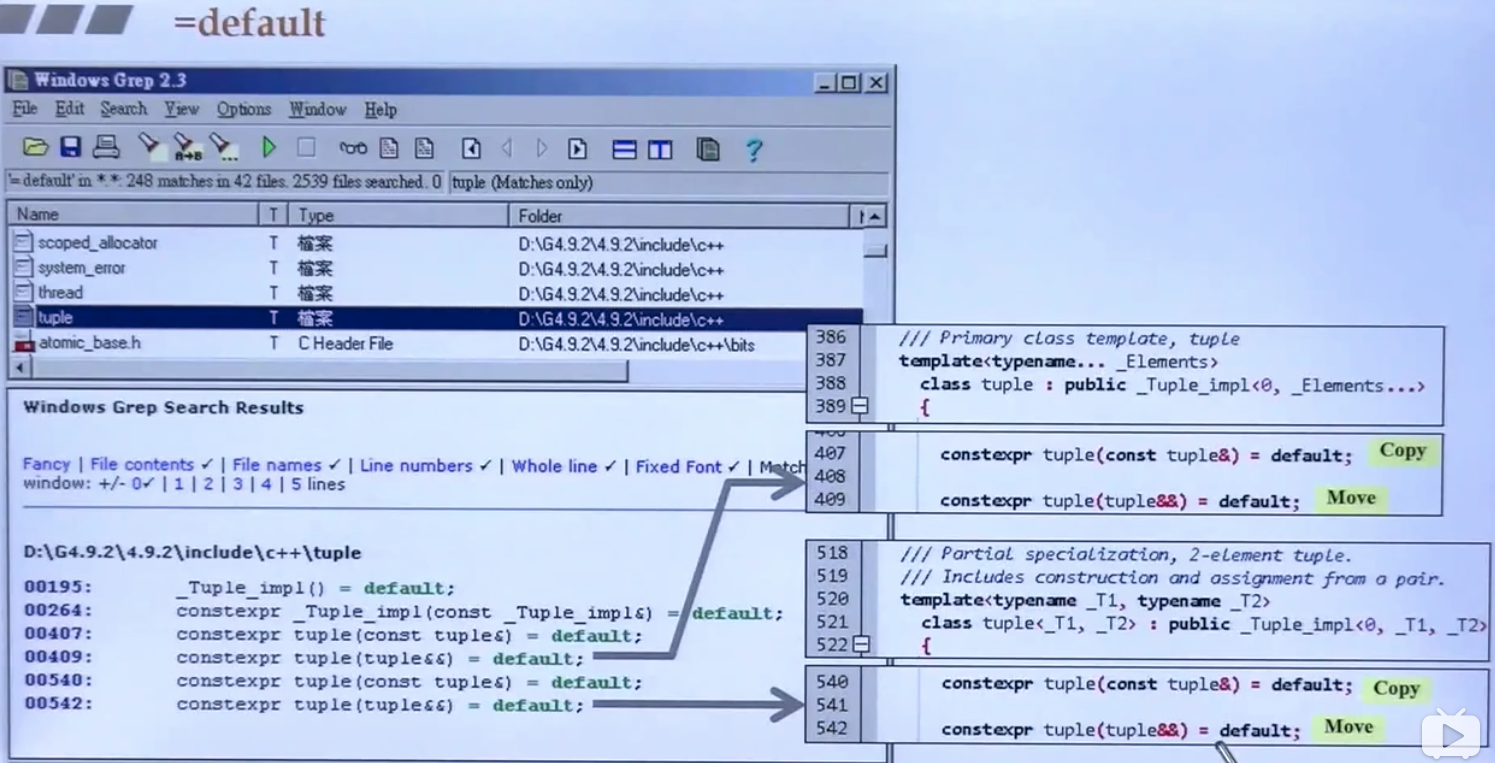 =default
Windows Grep 2.3
File Edit Search View Options Window Help
'=default' in *.*: 248 matches in 42 files. 2539 files searched. 0 tuple (Matches only)
Name T Type Folder
scoped_allocator T 檔案 D:\G4.9.2\4.9.2\include\c++
system_error T 檔案 D:\G4.9.2\4.9.2\include\c++
thread T 檔案 D:\G4.9.2\4.9.2\include\c++
tuple T 檔案 D:\G4.9.2\4.9.2\include\c++
atomic_base.h T C Header File D:\G4.9.2\4.9.2\include\c++\bits
Windows Grep Search Results
Fancy | File contents ✓ | File names ✓ | Line numbers ✓ | Whole line ✓ | Fixed Font ✓ | Match
window: +/- 0✓ | 1 | 2 | 3 | 4 | 5 lines
D:\G4.9.2\4.9.2\include\c++\tuple
00195: _Tuple_impl() = default;
00264: constexpr _Tuple_impl(const _Tuple_impl&) = default;
00407: constexpr tuple(const tuple&) = default;
00409: constexpr tuple(tuple&&) = default;
00540: constexpr tuple(const tuple&) = default;
00542: constexpr tuple(tuple&&) = default;
386 /// Primary class template, tuple
387 template<typename... _Elements>
388 class tuple : public _Tuple_impl<0, _Elements...>
389 {
407 constexpr tuple(const tuple&) = default; Copy
408
409 constexpr tuple(tuple&&) = default; Move
518 /// Partial specialization, 2-element tuple.
519 /// Includes construction and assignment from a pair.
520 template<typename _T1, typename _T2>
521 class tuple<_T1, _T2> : public _Tuple_impl<0, _T1, _T2>
522 {
540 constexpr tuple(const tuple&) = default; Copy
541
542 constexpr tuple(tuple&&) = default; Move